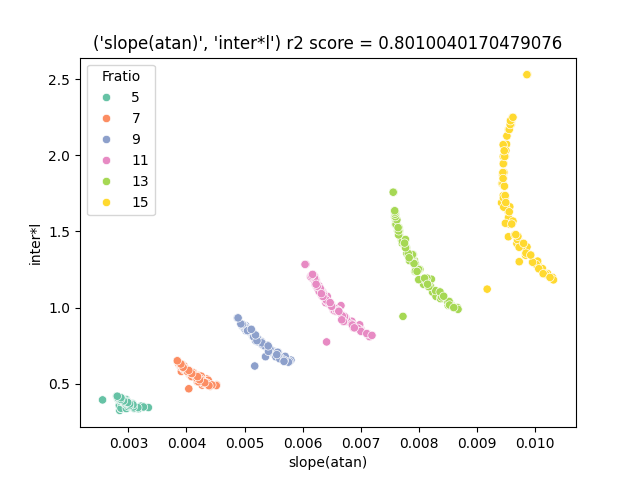 ('slope(atan)', 'inter*l') r2 score = 0.8010040170479076
Fratio
5
7
9
11
13
15
2.5
2.0
1.5
1.0
0.5
inter*l
0.003 0.004 0.005 0.006 0.007 0.008 0.009 0.010
slope(atan)